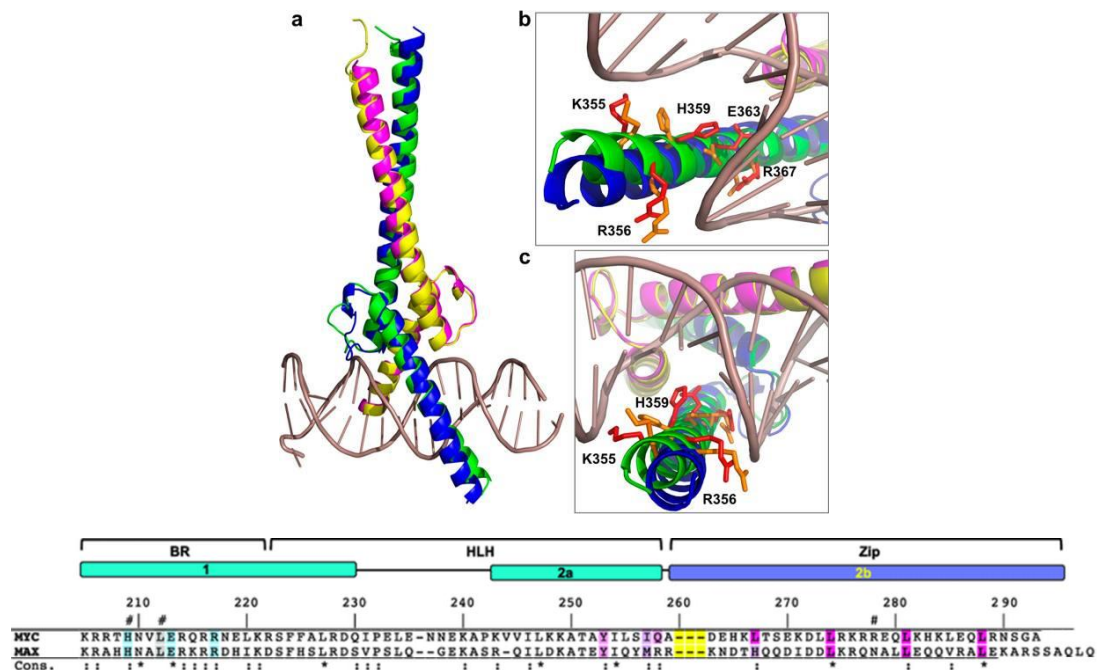 a
b
K355
H359
E363
R367
R356
c
H359
K355
R356
BR
HLH
Zip
1
2a
2b
210 220 230 240 250 260 270 280 290
# # #
MYC KRRTHNVLERQRRNELKRSFFALRDQIPELE-NNEKAPKVVILKKATAYILSIQA---DEHKLTSEKDLLRKRREQLKHKLEQLRNSGA
MAX KRAHHNALERKRRDHIKDSFHSLRDSVPSLQ--GEKASR-QILDKATEYIQYMRR---KNDTHQQDIDDLKRQNALLEQQVRALEKARSSAQLQ
Cons.